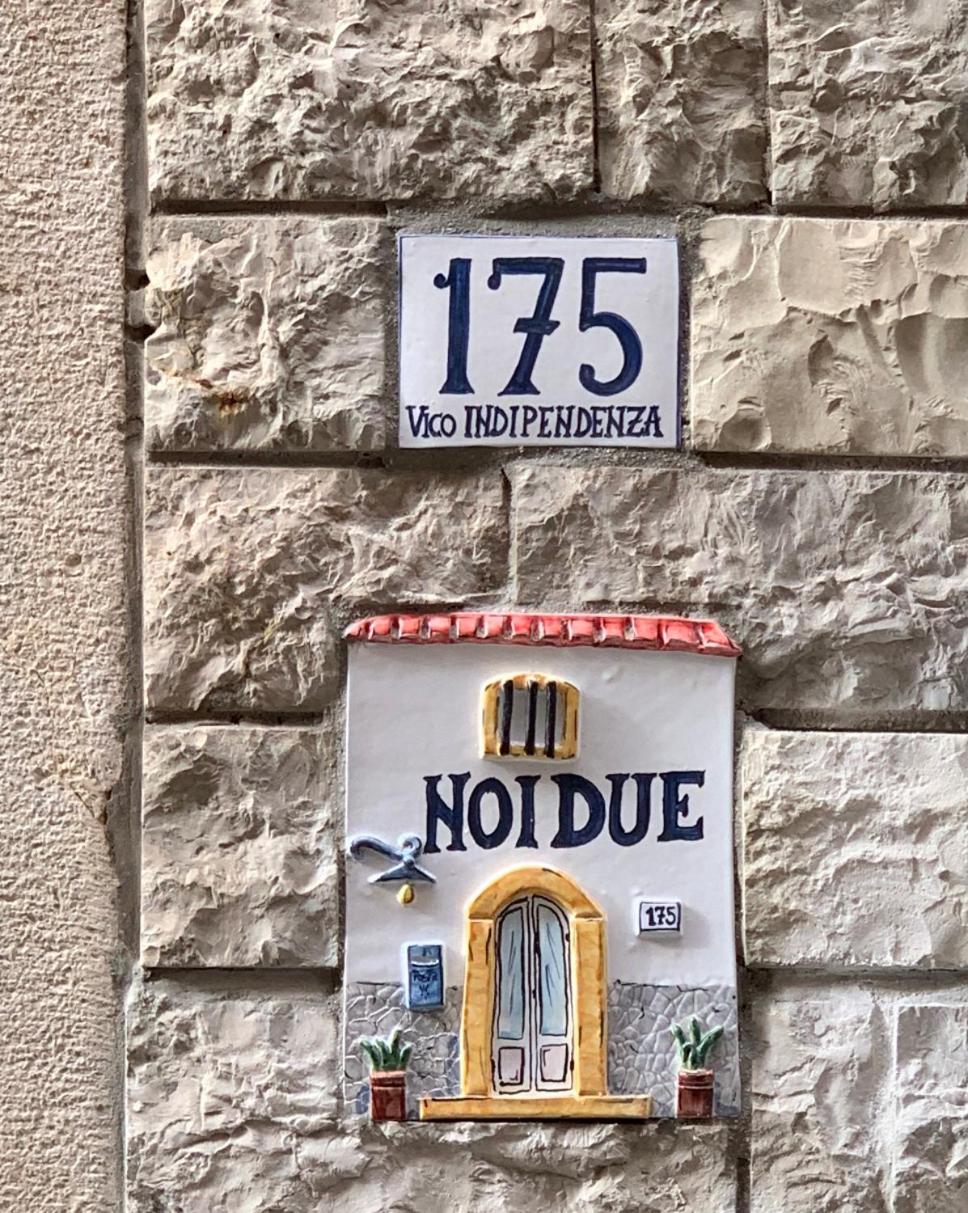 175
Vico INDIPENDENZA
NOI DUE
175